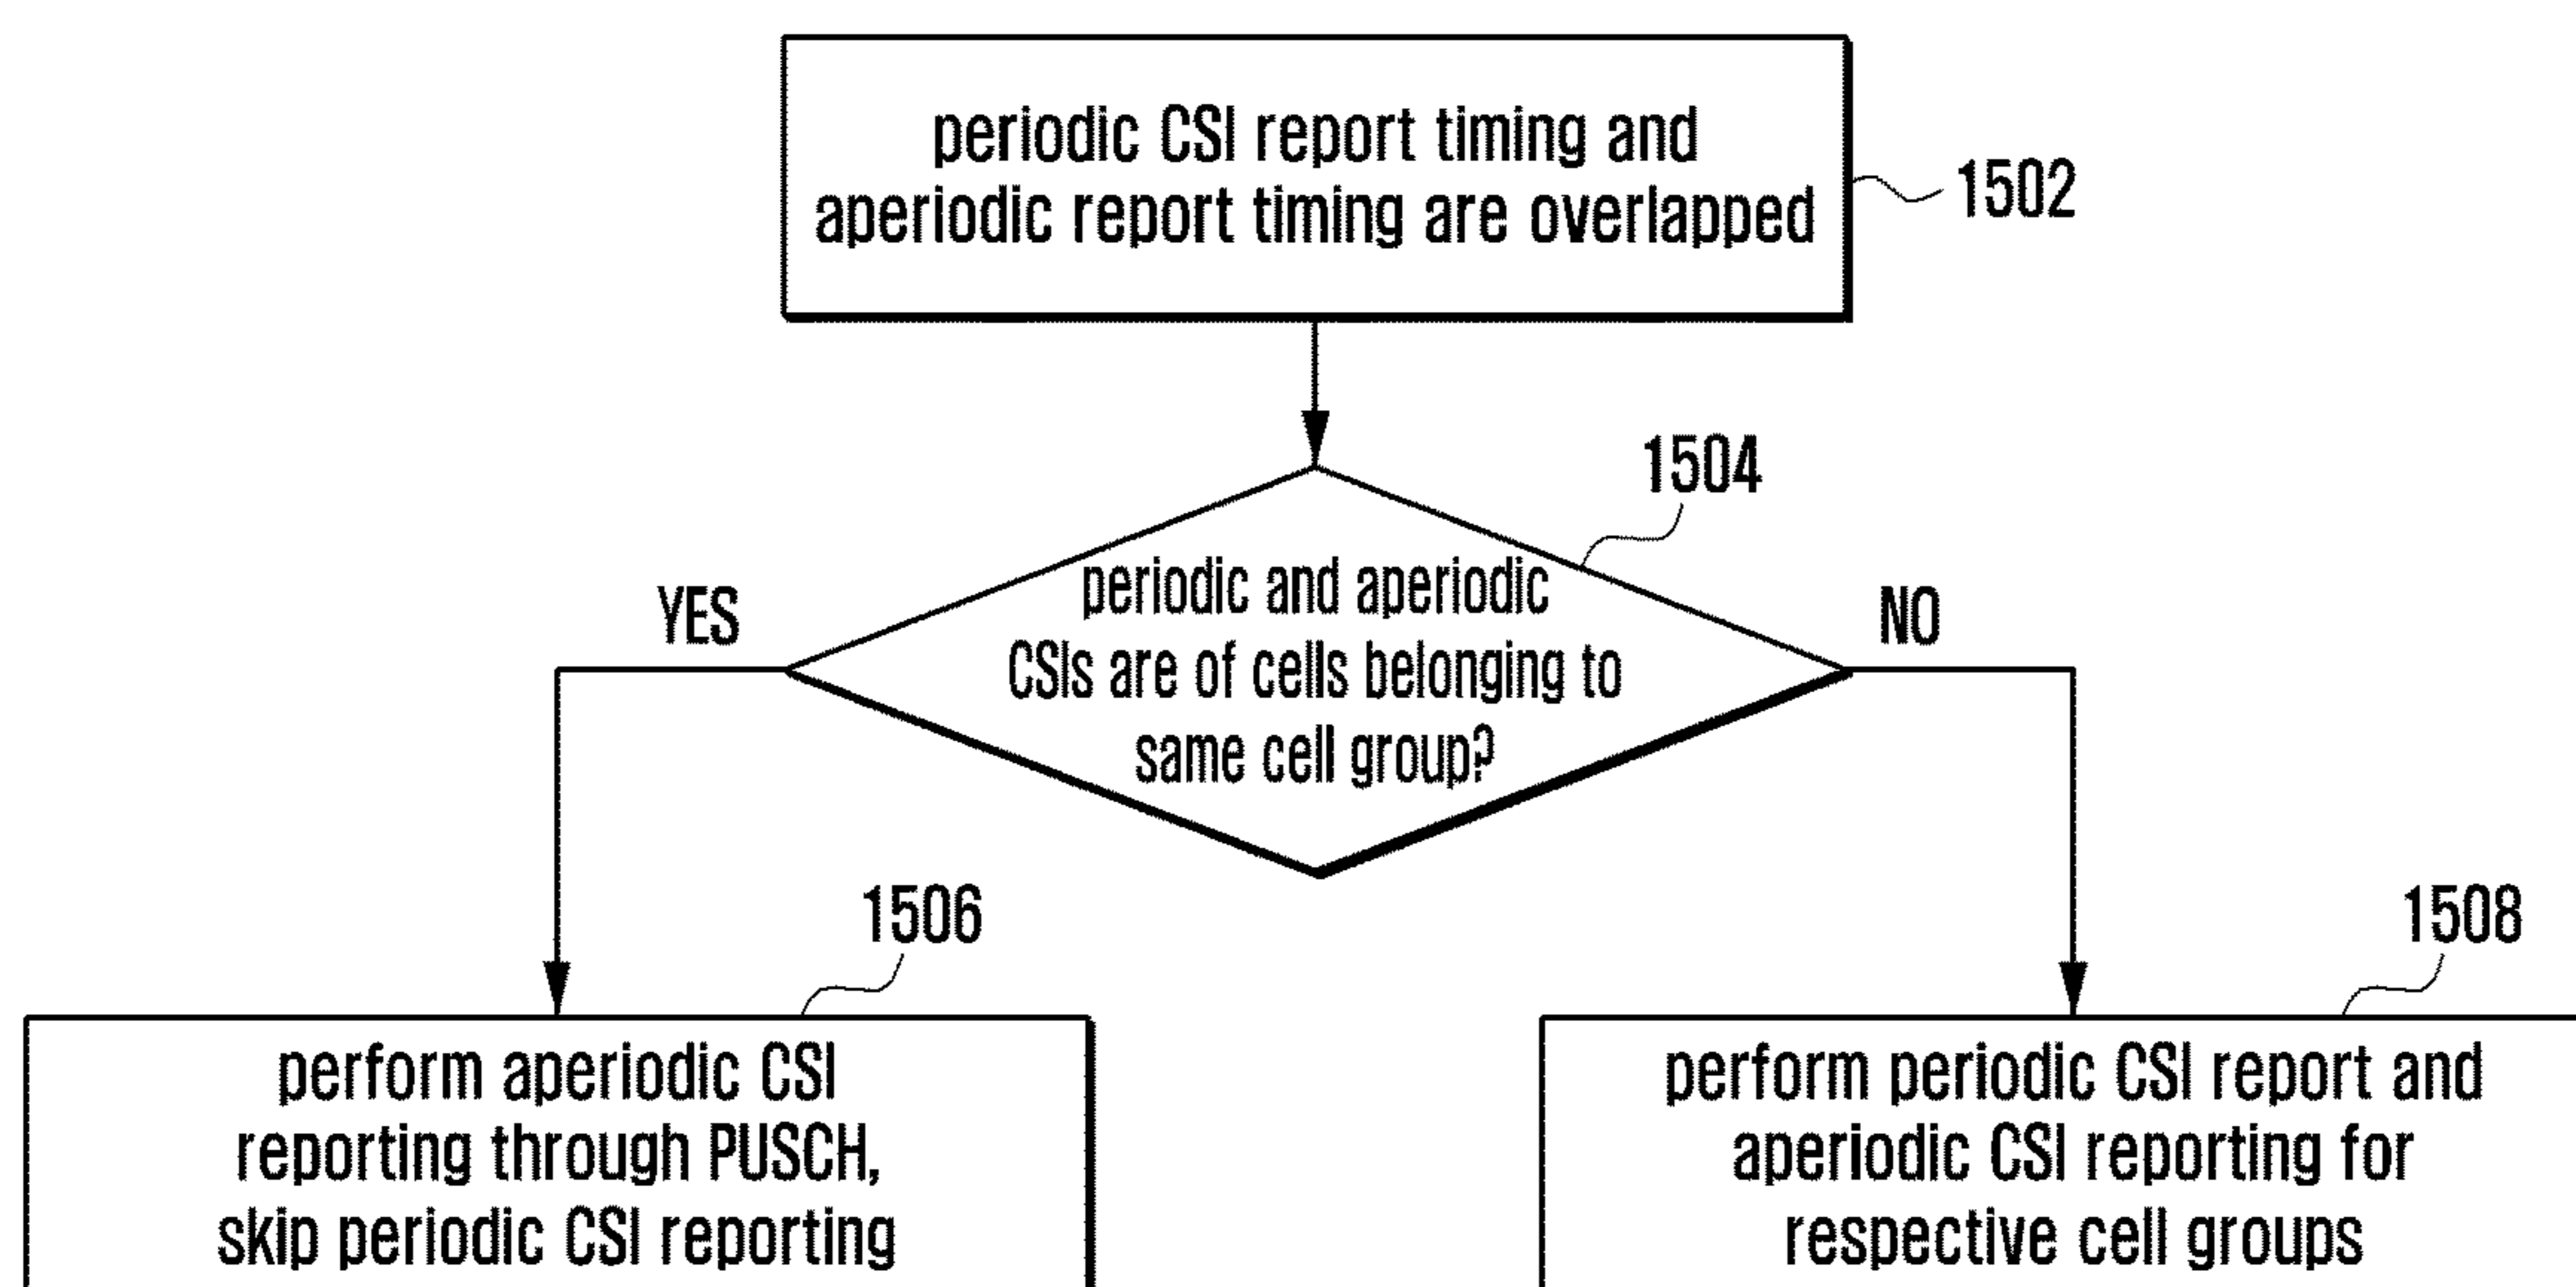 periodic CSI report timing and
aperiodic report timing are overlapped
1502
1504
periodic and aperiodic
CSIs are of cells belonging to
same cell group?
YES
NO
1506
perform aperiodic CSI
reporting through PUSCH,
skip periodic CSI reporting
1508
perform periodic CSI report and
aperiodic CSI reporting for
respective cell groups